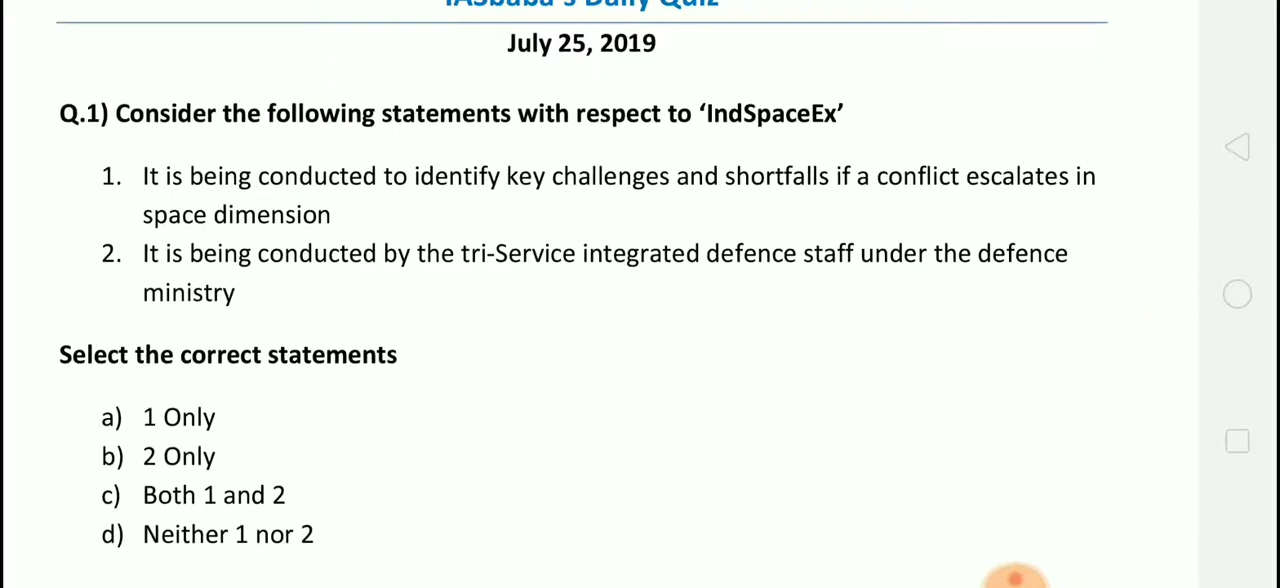 July 25, 2019
Q.1) Consider the following statements with respect to ‘IndSpaceEx’
1. It is being conducted to identify key challenges and shortfalls if a conflict escalates in
space dimension
2. It is being conducted by the tri-Service integrated defence staff under the defence
ministry
Select the correct statements
a) 1 Only
b) 2 Only
c) Both 1 and 2
d) Neither 1 nor 2